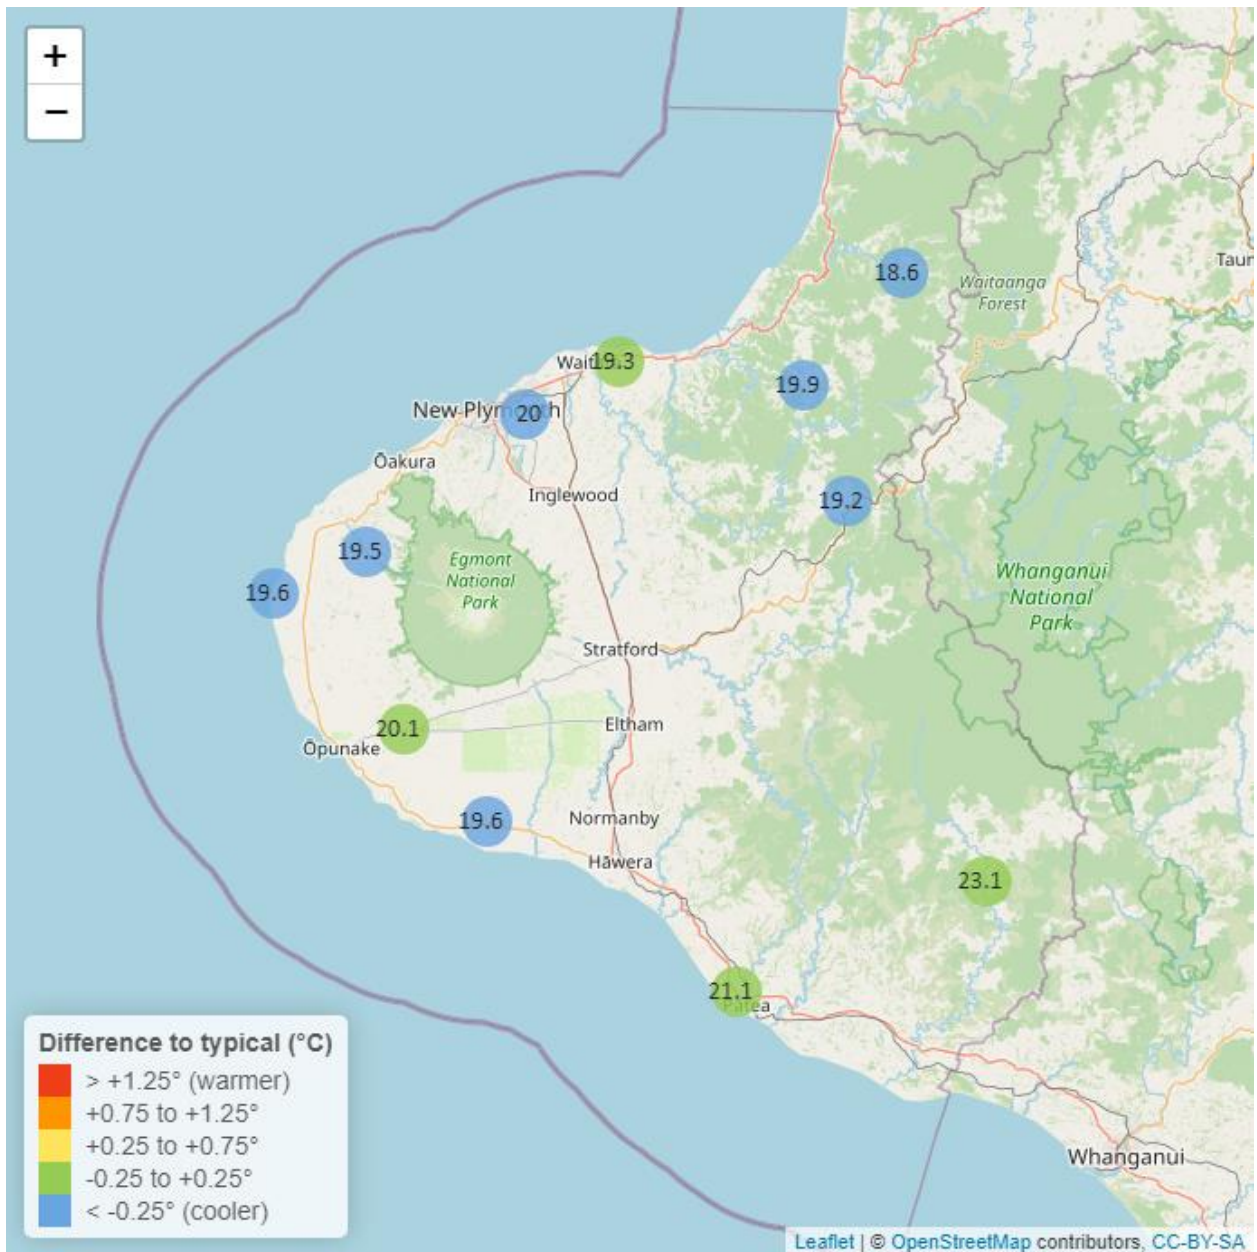 +
−
18.6
Waitaanga
Forest
Taun
19.3
19.9
New Plymouth
20
Ōakura
Inglewood
19.2
19.5
Egmont
National
Park
19.6
Whanganui
National
Park
Stratford
20.1
Ōpunake
Eltham
19.6
Normanby
Hāwera
23.1
21.1
Patea
Whanganui
Difference to typical (°C)
> +1.25° (warmer)
+0.75 to +1.25°
+0.25 to +0.75°
-0.25 to +0.25°
< -0.25° (cooler)
Leaflet | © OpenStreetMap contributors, CC-BY-SA